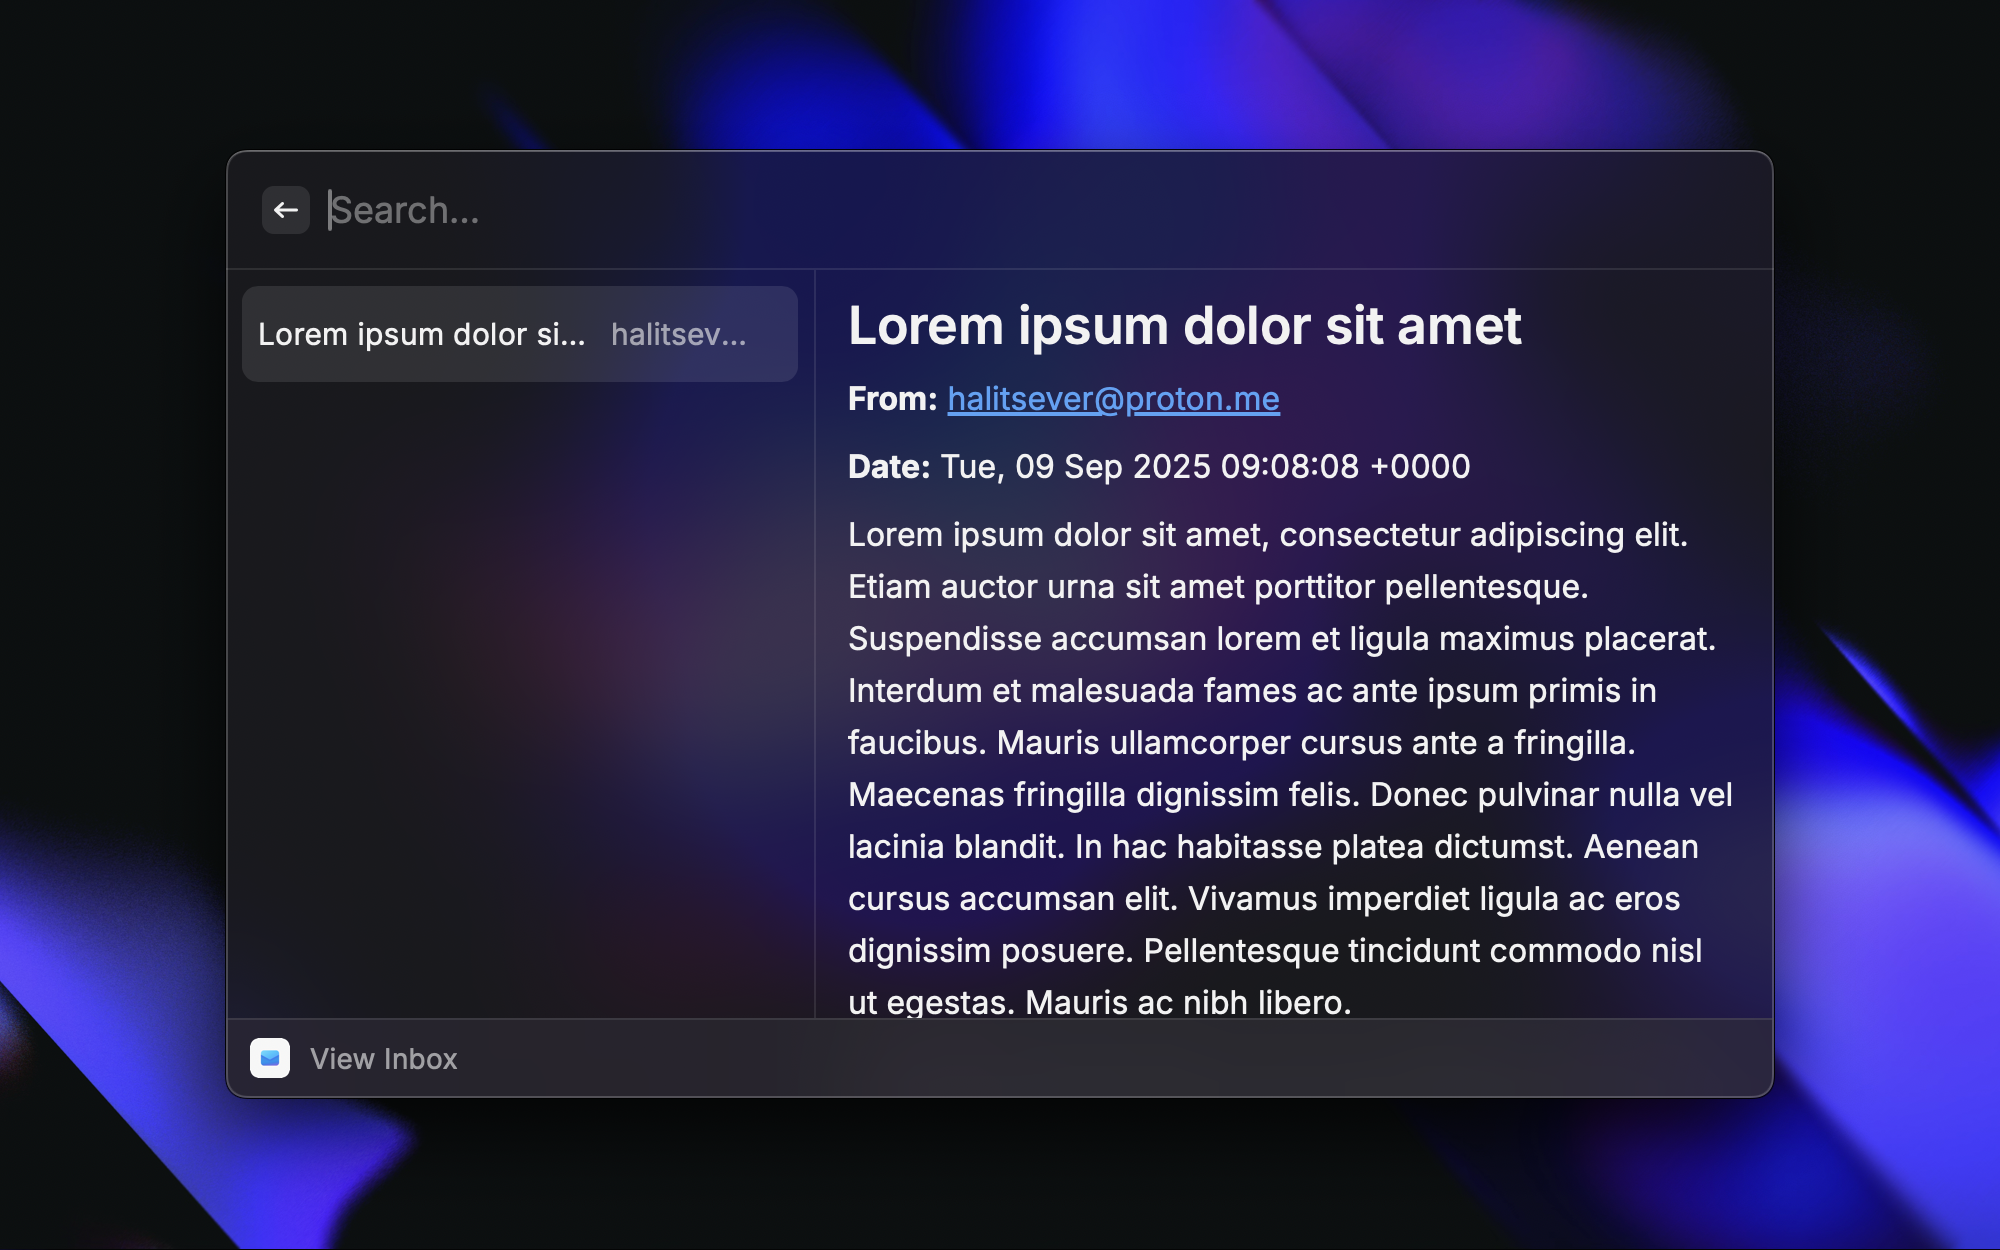 Search...
Lorem ipsum dolor si... halitsev...
Lorem ipsum dolor sit amet
From: halitsever@proton.me
Date: Tue, 09 Sep 2025 09:08:08 +0000
Lorem ipsum dolor sit amet, consectetur adipiscing elit.
Etiam auctor urna sit amet porttitor pellentesque.
Suspendisse accumsan lorem et ligula maximus placerat.
Interdum et malesuada fames ac ante ipsum primis in
faucibus. Mauris ullamcorper cursus ante a fringilla.
Maecenas fringilla dignissim felis. Donec pulvinar nulla vel
lacinia blandit. In hac habitasse platea dictumst. Aenean
cursus accumsan elit. Vivamus imperdiet ligula ac eros
dignissim posuere. Pellentesque tincidunt commodo nisl
ut egestas. Mauris ac nibh libero.
View Inbox